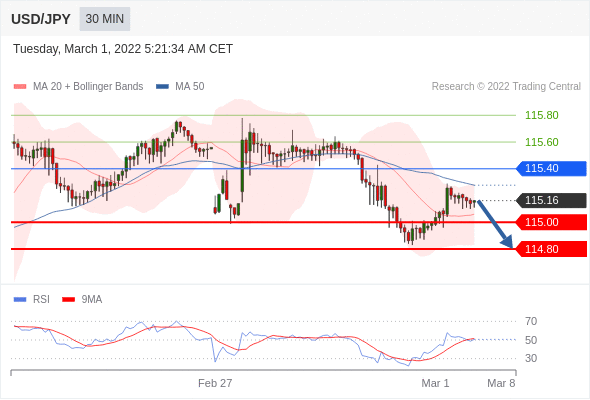 USD/JPY 30 MIN
Tuesday, March 1, 2022 5:21:34 AM CET
MA 20 + Bollinger Bands MA 50 Research © 2022 Trading Central
115.80
115.60
115.40
115.16
115.00
114.80
RSI 9MA
70
50
30
Feb 27 Mar 1 Mar 8